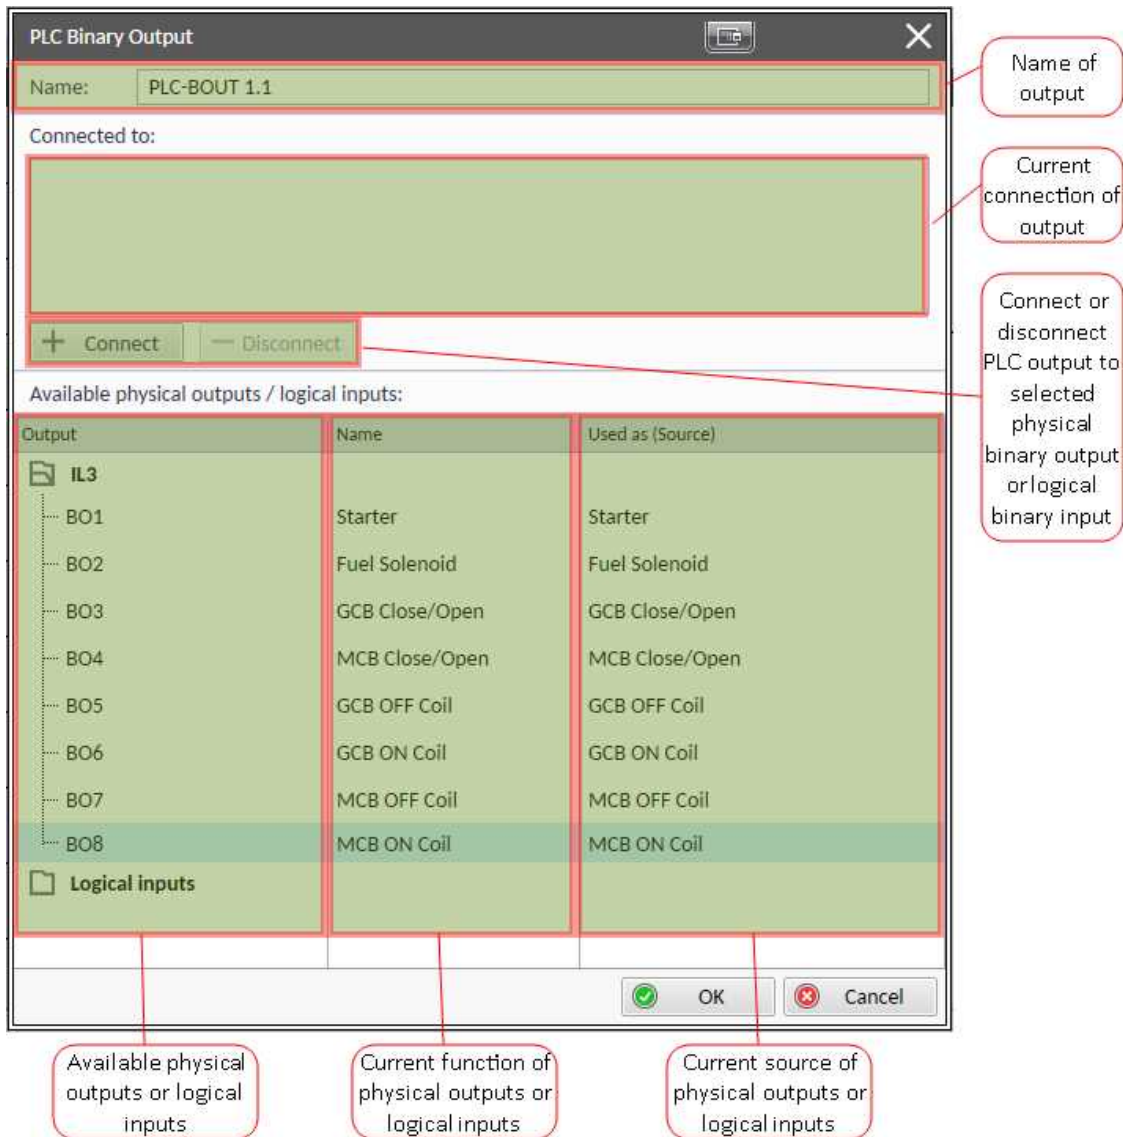 PLC Binary Output
Name: PLC-BOUT 1.1
Name of
output
Connected to:
Current
connection of
output
Connect Disconnect
Connect or
disconnect
PLC output to
selected
physical
binary output
or logical
binary input
Available physical outputs / logical inputs:
Output Name Used as (Source)
IL3
BO1 Starter Starter
BO2 Fuel Solenoid Fuel Solenoid
BO3 GCB Close/Open GCB Close/Open
BO4 MCB Close/Open MCB Close/Open
BO5 GCB OFF Coil GCB OFF Coil
BO6 GCB ON Coil GCB ON Coil
BO7 MCB OFF Coil MCB OFF Coil
BO8 MCB ON Coil MCB ON Coil
Logical inputs
OK Cancel
Available physical
outputs or logical
inputs
Current function of
physical outputs or
logical inputs
Current source of
physical outputs or
logical inputs